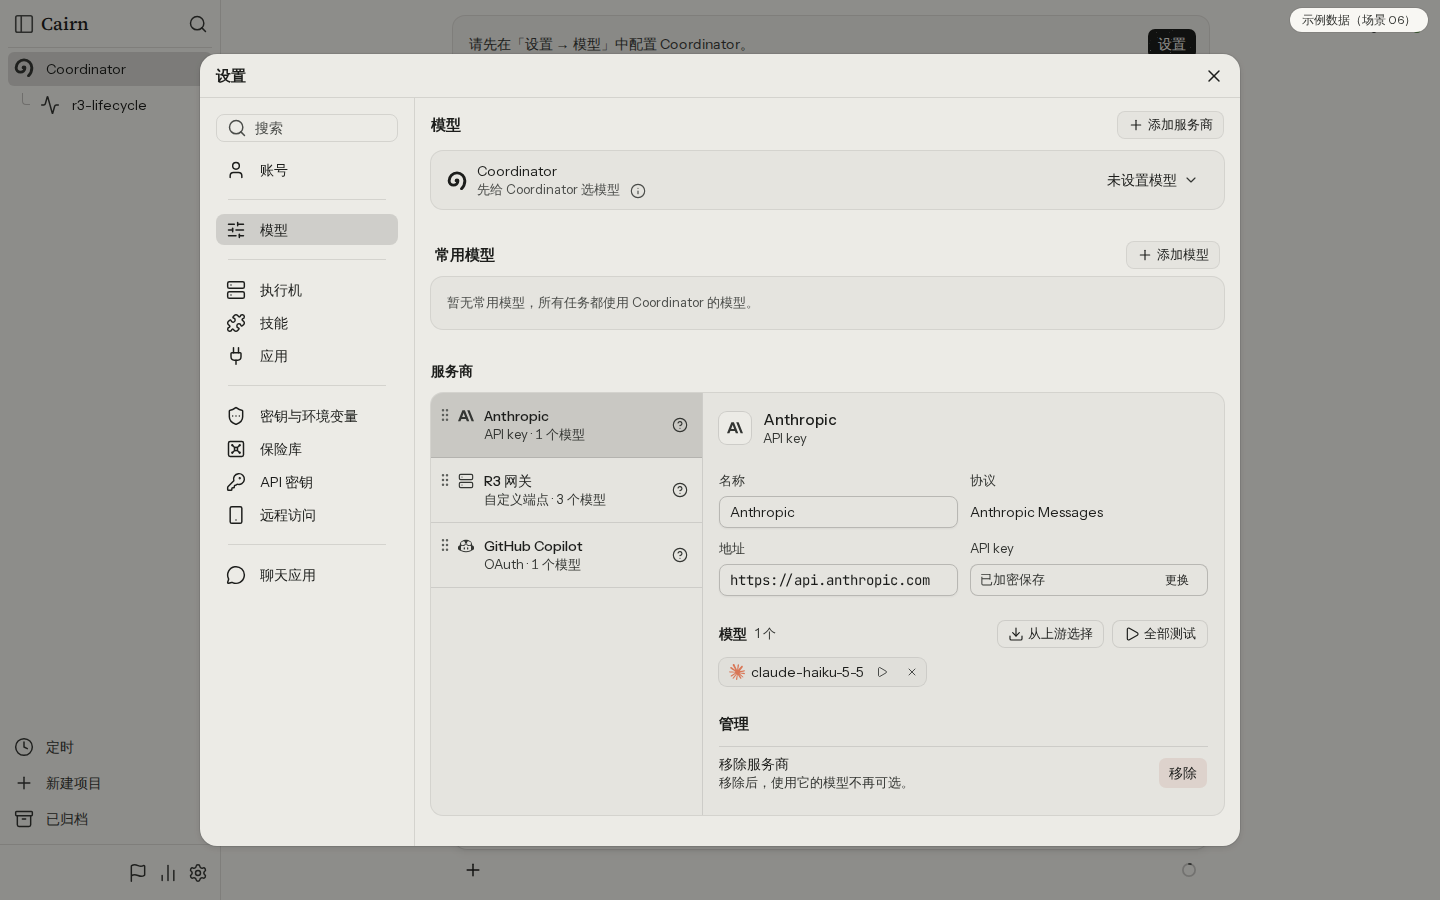 Cairn
请先在「设置 → 模型」中配置 Coordinator。
设置
示例数据（场景 06）
Coordinator
r3-lifecycle
设置
搜索
账号
模型
执行机
技能
应用
密钥与环境变量
保险库
API 密钥
远程访问
聊天应用
模型
添加服务商
Coordinator
先给 Coordinator 选模型
未设置模型
常用模型
添加模型
暂无常用模型，所有任务都使用 Coordinator 的模型。
服务商
Anthropic
API key · 1 个模型
R3 网关
自定义端点 · 3 个模型
GitHub Copilot
OAuth · 1 个模型
Anthropic
API key
名称
协议
Anthropic
Anthropic Messages
地址
API key
https://api.anthropic.com
已加密保存
更换
模型 1 个
从上游选择
全部测试
claude-haiku-5-5
管理
移除服务商
移除后，使用它的模型不再可选。
移除
定时
新建项目
已归档